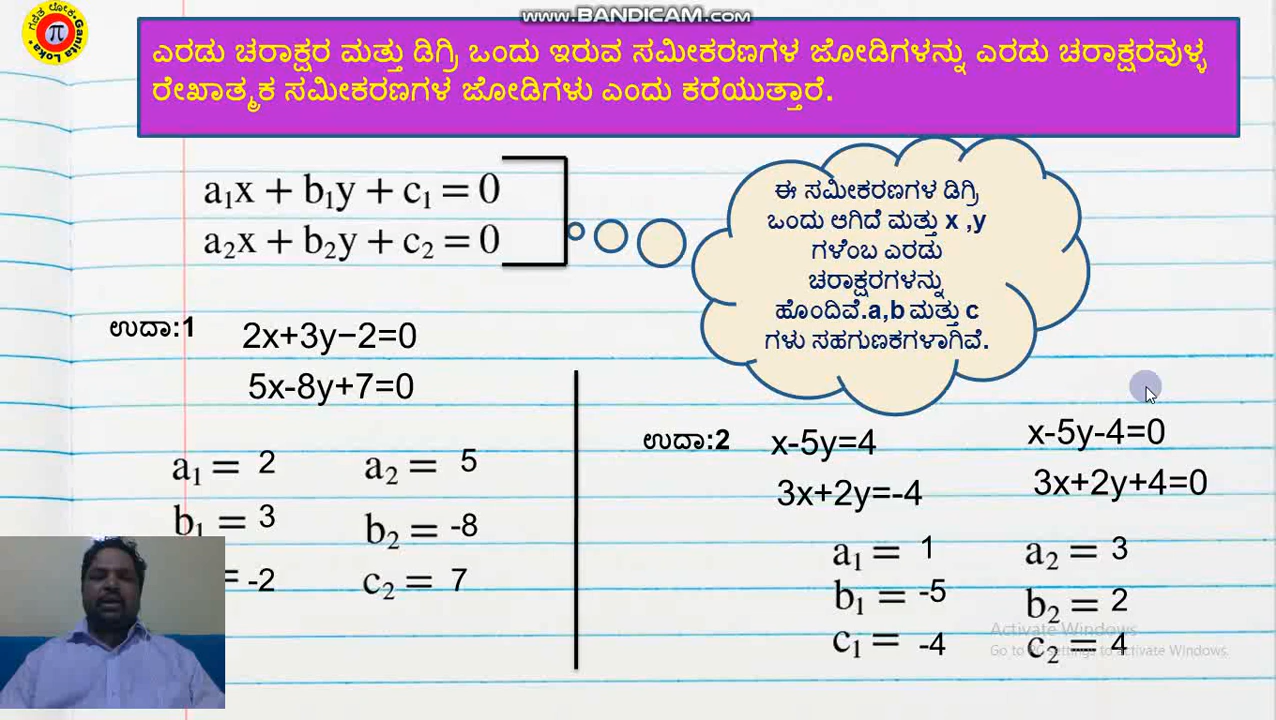 www.BANDICAM.com
ಗಣಿತ ಲೋಕ Ganita Loka
π
ಎರಡು ಚರಾಕ್ಷರ ಮತ್ತು ಡಿಗ್ರಿ ಒಂದು ಇರುವ ಸಮೀಕರಣಗಳ ಜೋಡಿಗಳನ್ನು ಎರಡು ಚರಾಕ್ಷರವುಳ್ಳ
ರೇಖಾತ್ಮಕ ಸಮೀಕರಣಗಳ ಜೋಡಿಗಳು ಎಂದು ಕರೆಯುತ್ತಾರೆ.
a₁x + b₁y + c₁ = 0
a₂x + b₂y + c₂ = 0
ಈ ಸಮೀಕರಣಗಳ ಡಿಗ್ರಿ
ಒಂದು ಆಗಿದೆ ಮತ್ತು x ,y
ಗಳೆಂಬ ಎರಡು
ಚರಾಕ್ಷರಗಳನ್ನು
ಹೊಂದಿವೆ.a,b ಮತ್ತು c
ಗಳು ಸಹಗುಣಕಗಳಾಗಿವೆ.
ಉದಾ:1
2x+3y−2=0
5x-8y+7=0
a₁ = 2
a₂ = 5
b₁ = 3
b₂ = -8
= -2
c₂ = 7
ಉದಾ:2
x-5y=4
x-5y-4=0
3x+2y=-4
3x+2y+4=0
a₁ = 1
a₂ = 3
b₁ = -5
b₂ = 2
c₁ = -4
c₂ = 4
Activate Windows
Go to PC settings to activate Windows.